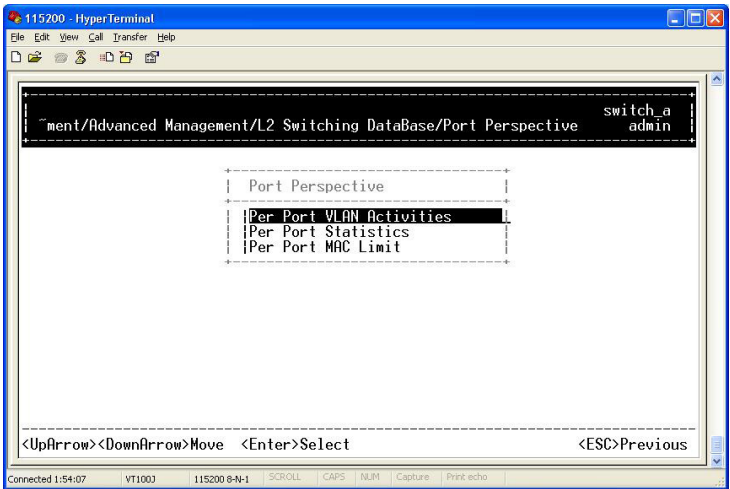 115200 - HyperTerminal
File Edit View Call Transfer Help
switch_a
~ment/Advanced Management/L2 Switching DataBase/Port Perspective admin
Port Perspective
Per Port VLAN Activities
Per Port Statistics
Per Port MAC Limit
<UpArrow><DownArrow>Move <Enter>Select <ESC>Previous
Connected 1:54:07 VT100J 115200 8-N-1 SCROLL CAPS NUM Capture Print echo